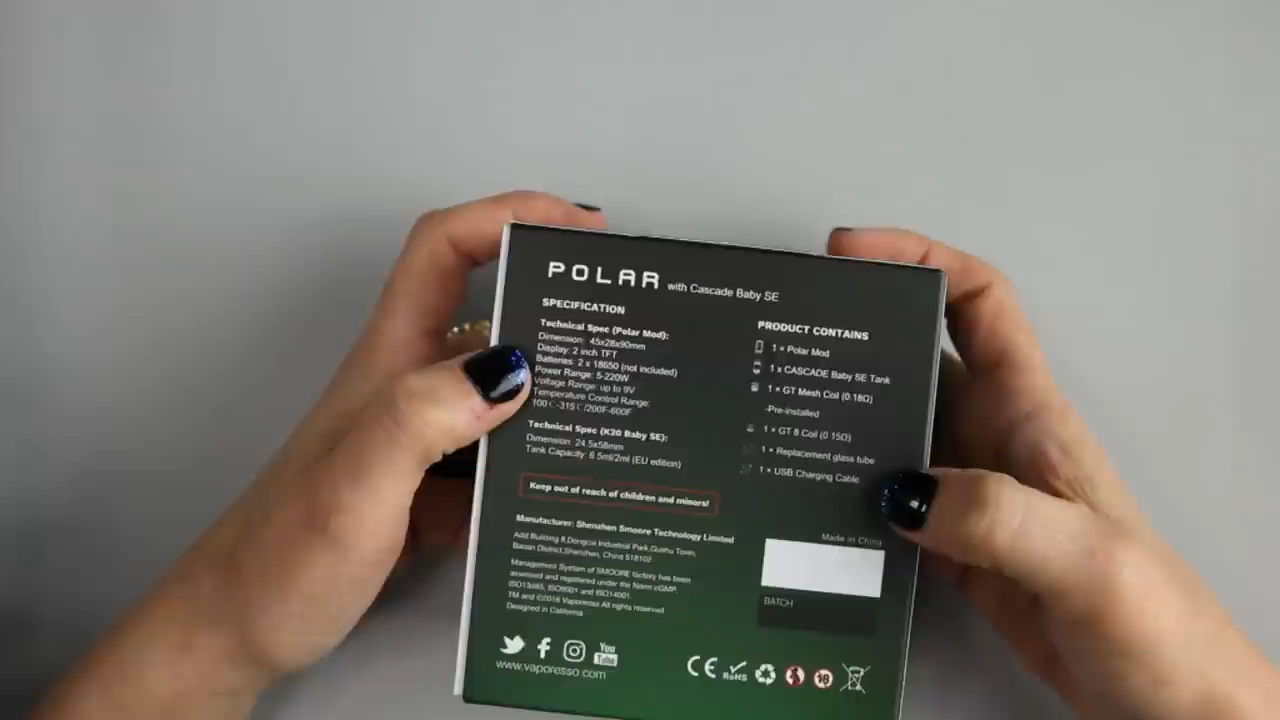 POLAR with Cascade Baby SE
SPECIFICATION
Technical Spec (Polar Mod):
Dimension: 45x28x90mm
Display: 2 inch TFT
Batteries: 2 x 18650 (not included)
Power Range: 5-220W
Voltage Range: up to 9V
Temperature Control Range:
100℃-315℃/200F-600F
Technical Spec (K20 Baby SE):
Dimension: 24.5x58mm
Tank Capacity: 6.5ml/2ml (EU edition)
Keep out of reach of children and minors!
Manufacturer: Shenzhen Smoore Technology Limited
Add:Building 8,Dongcai Industrial Park,Gushu Town,
Baoan District,Shenzhen, China 518102
Management System of SMOORE factory has been
assessed and registered under the Norm cGMP,
ISO13485, ISO9001 and ISO14001.
TM and ©2018 Vaporesso All rights reserved
Designed in California
You
Tube
www.vaporesso.com
PRODUCT CONTAINS
1 × Polar Mod
1 x CASCADE Baby SE Tank
1 × GT Mesh Coil (0.18Ω)
-Pre-installed
1 × GT 8 Coil (0.15Ω)
1 × Replacement glass tube
1 × USB Charging Cable
Made in China
BATCH
CE
RoHS
18